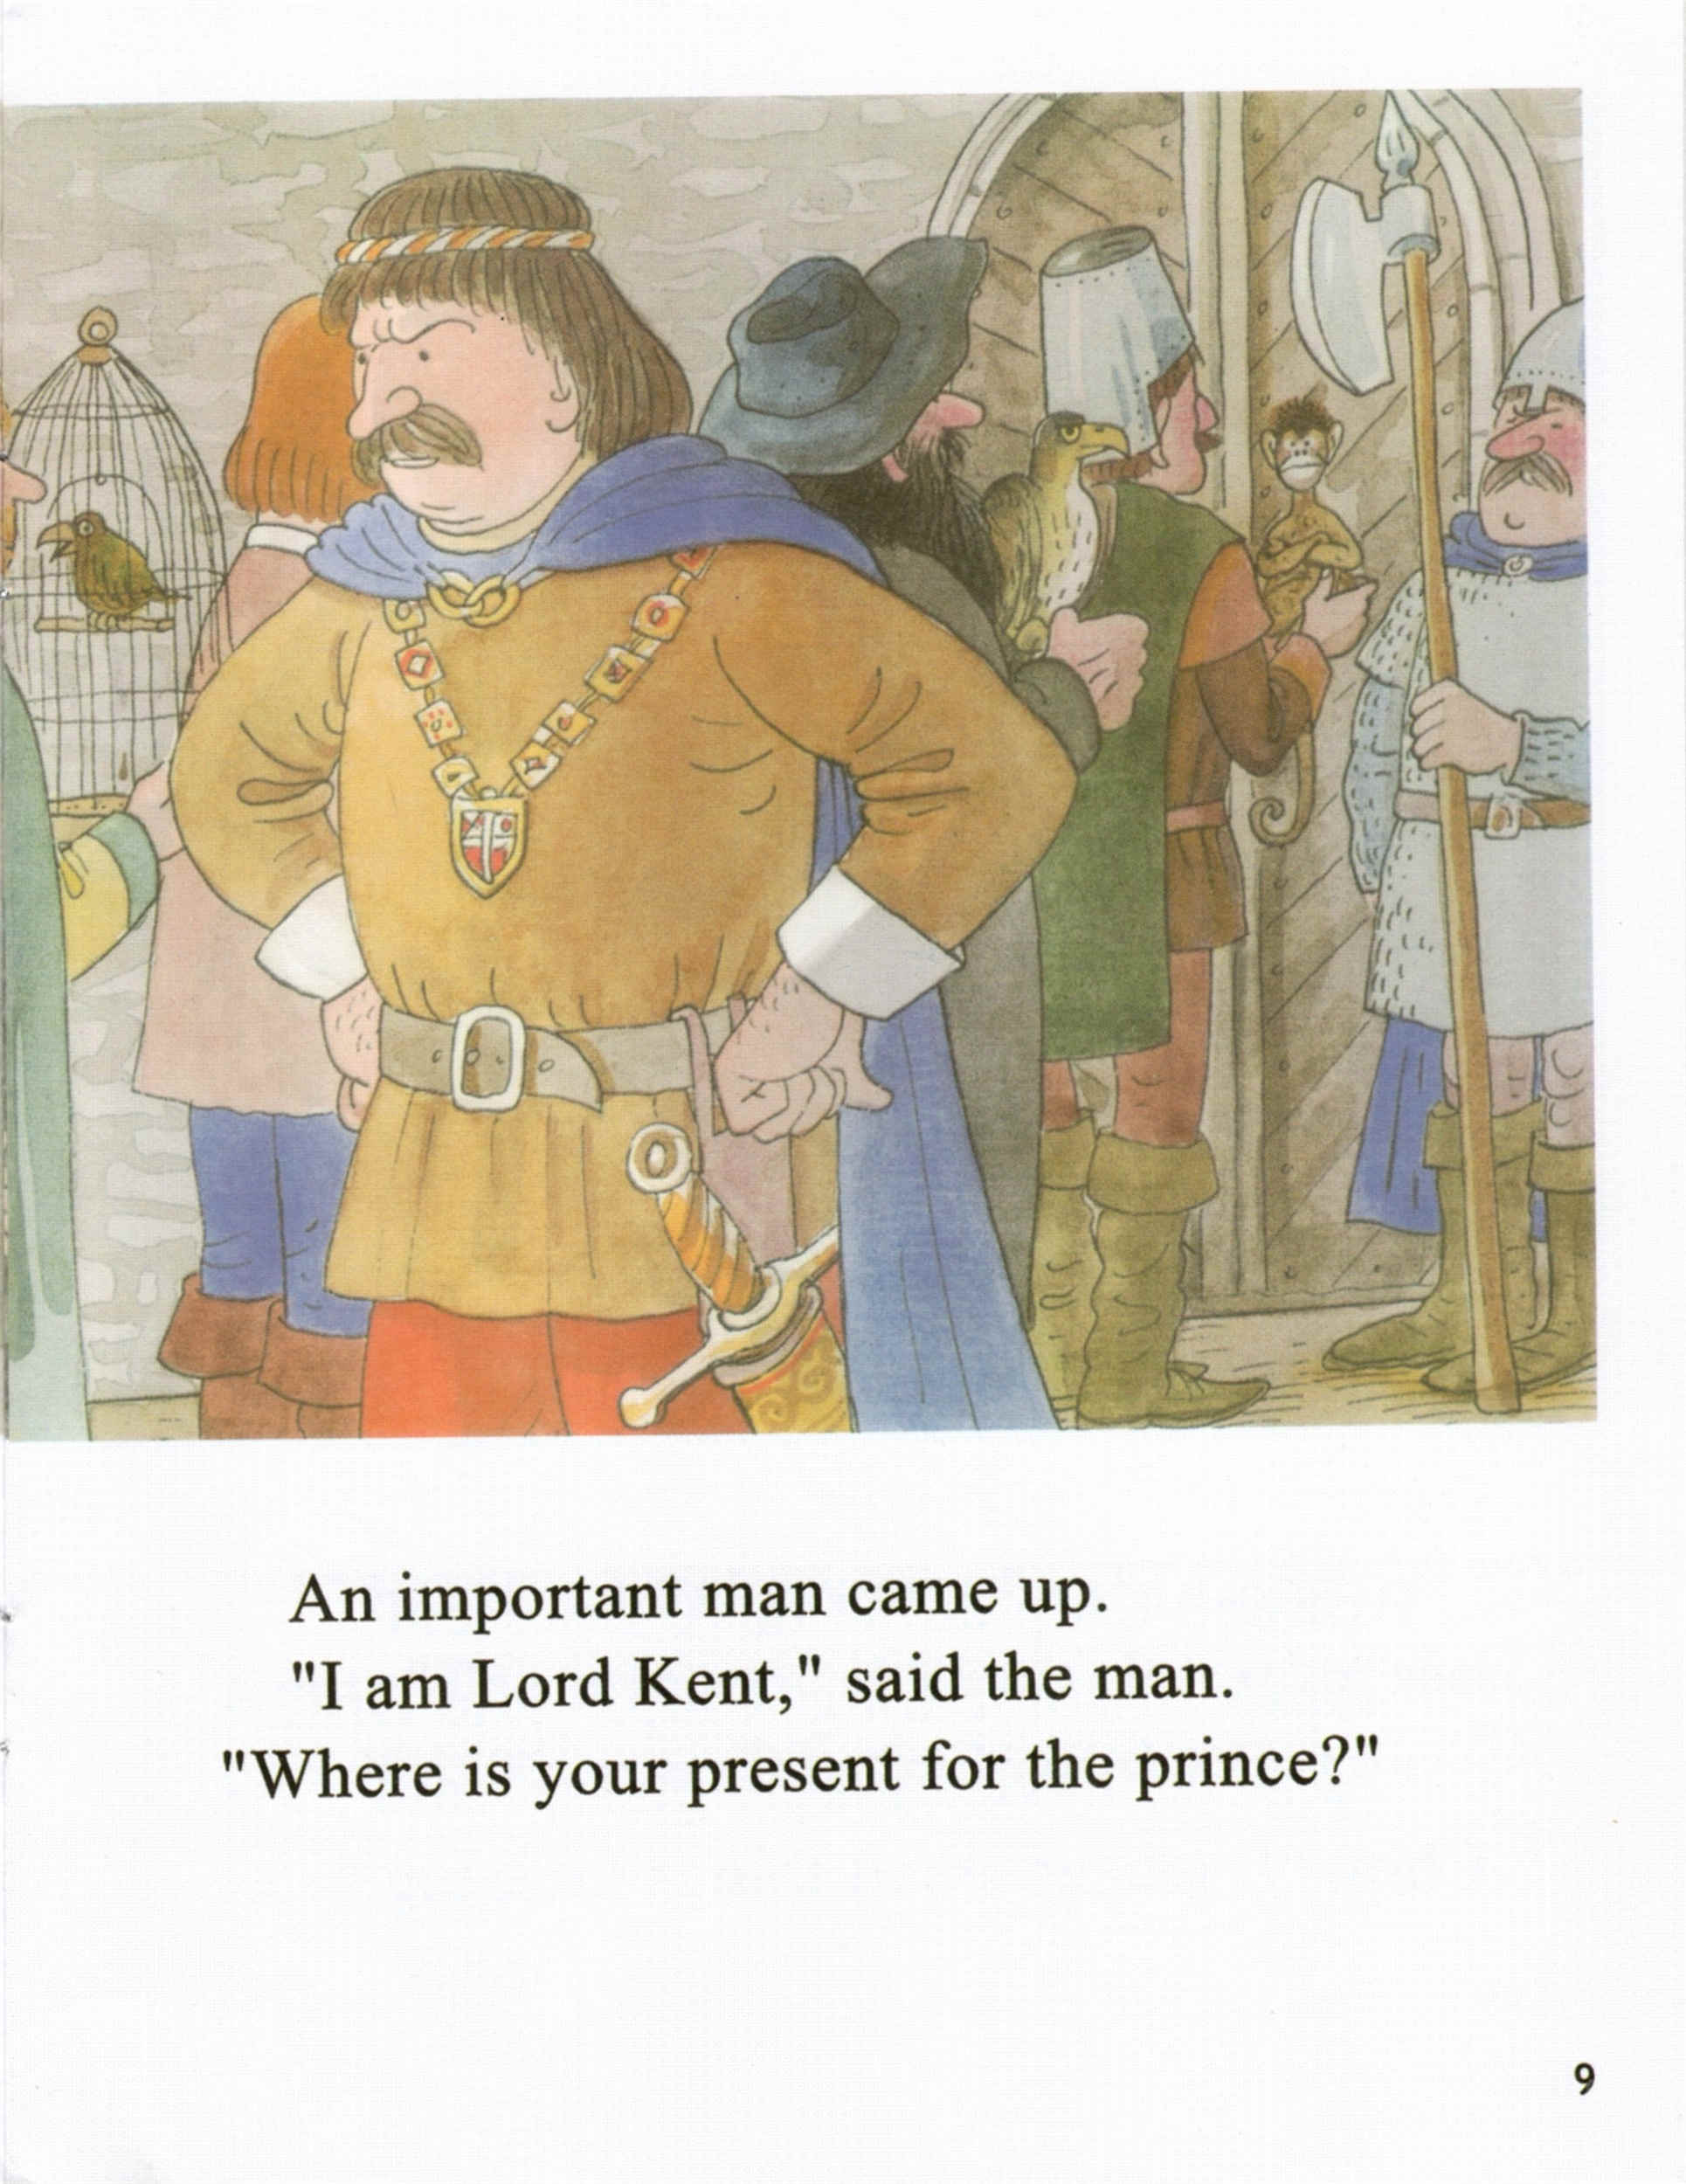 An important man came up.
"I am Lord Kent," said the man.
"Where is your present for the prince?"
9